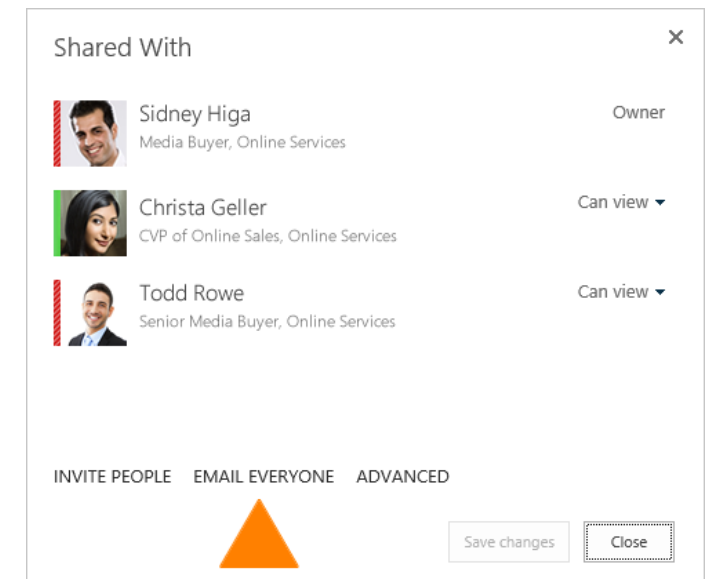 Shared With
Sidney Higa
Owner
Media Buyer, Online Services
Christa Geller
Can view
CVP of Online Sales, Online Services
Todd Rowe
Can view
Senior Media Buyer, Online Services
INVITE PEOPLE EMAIL EVERYONE ADVANCED
Save changes Close